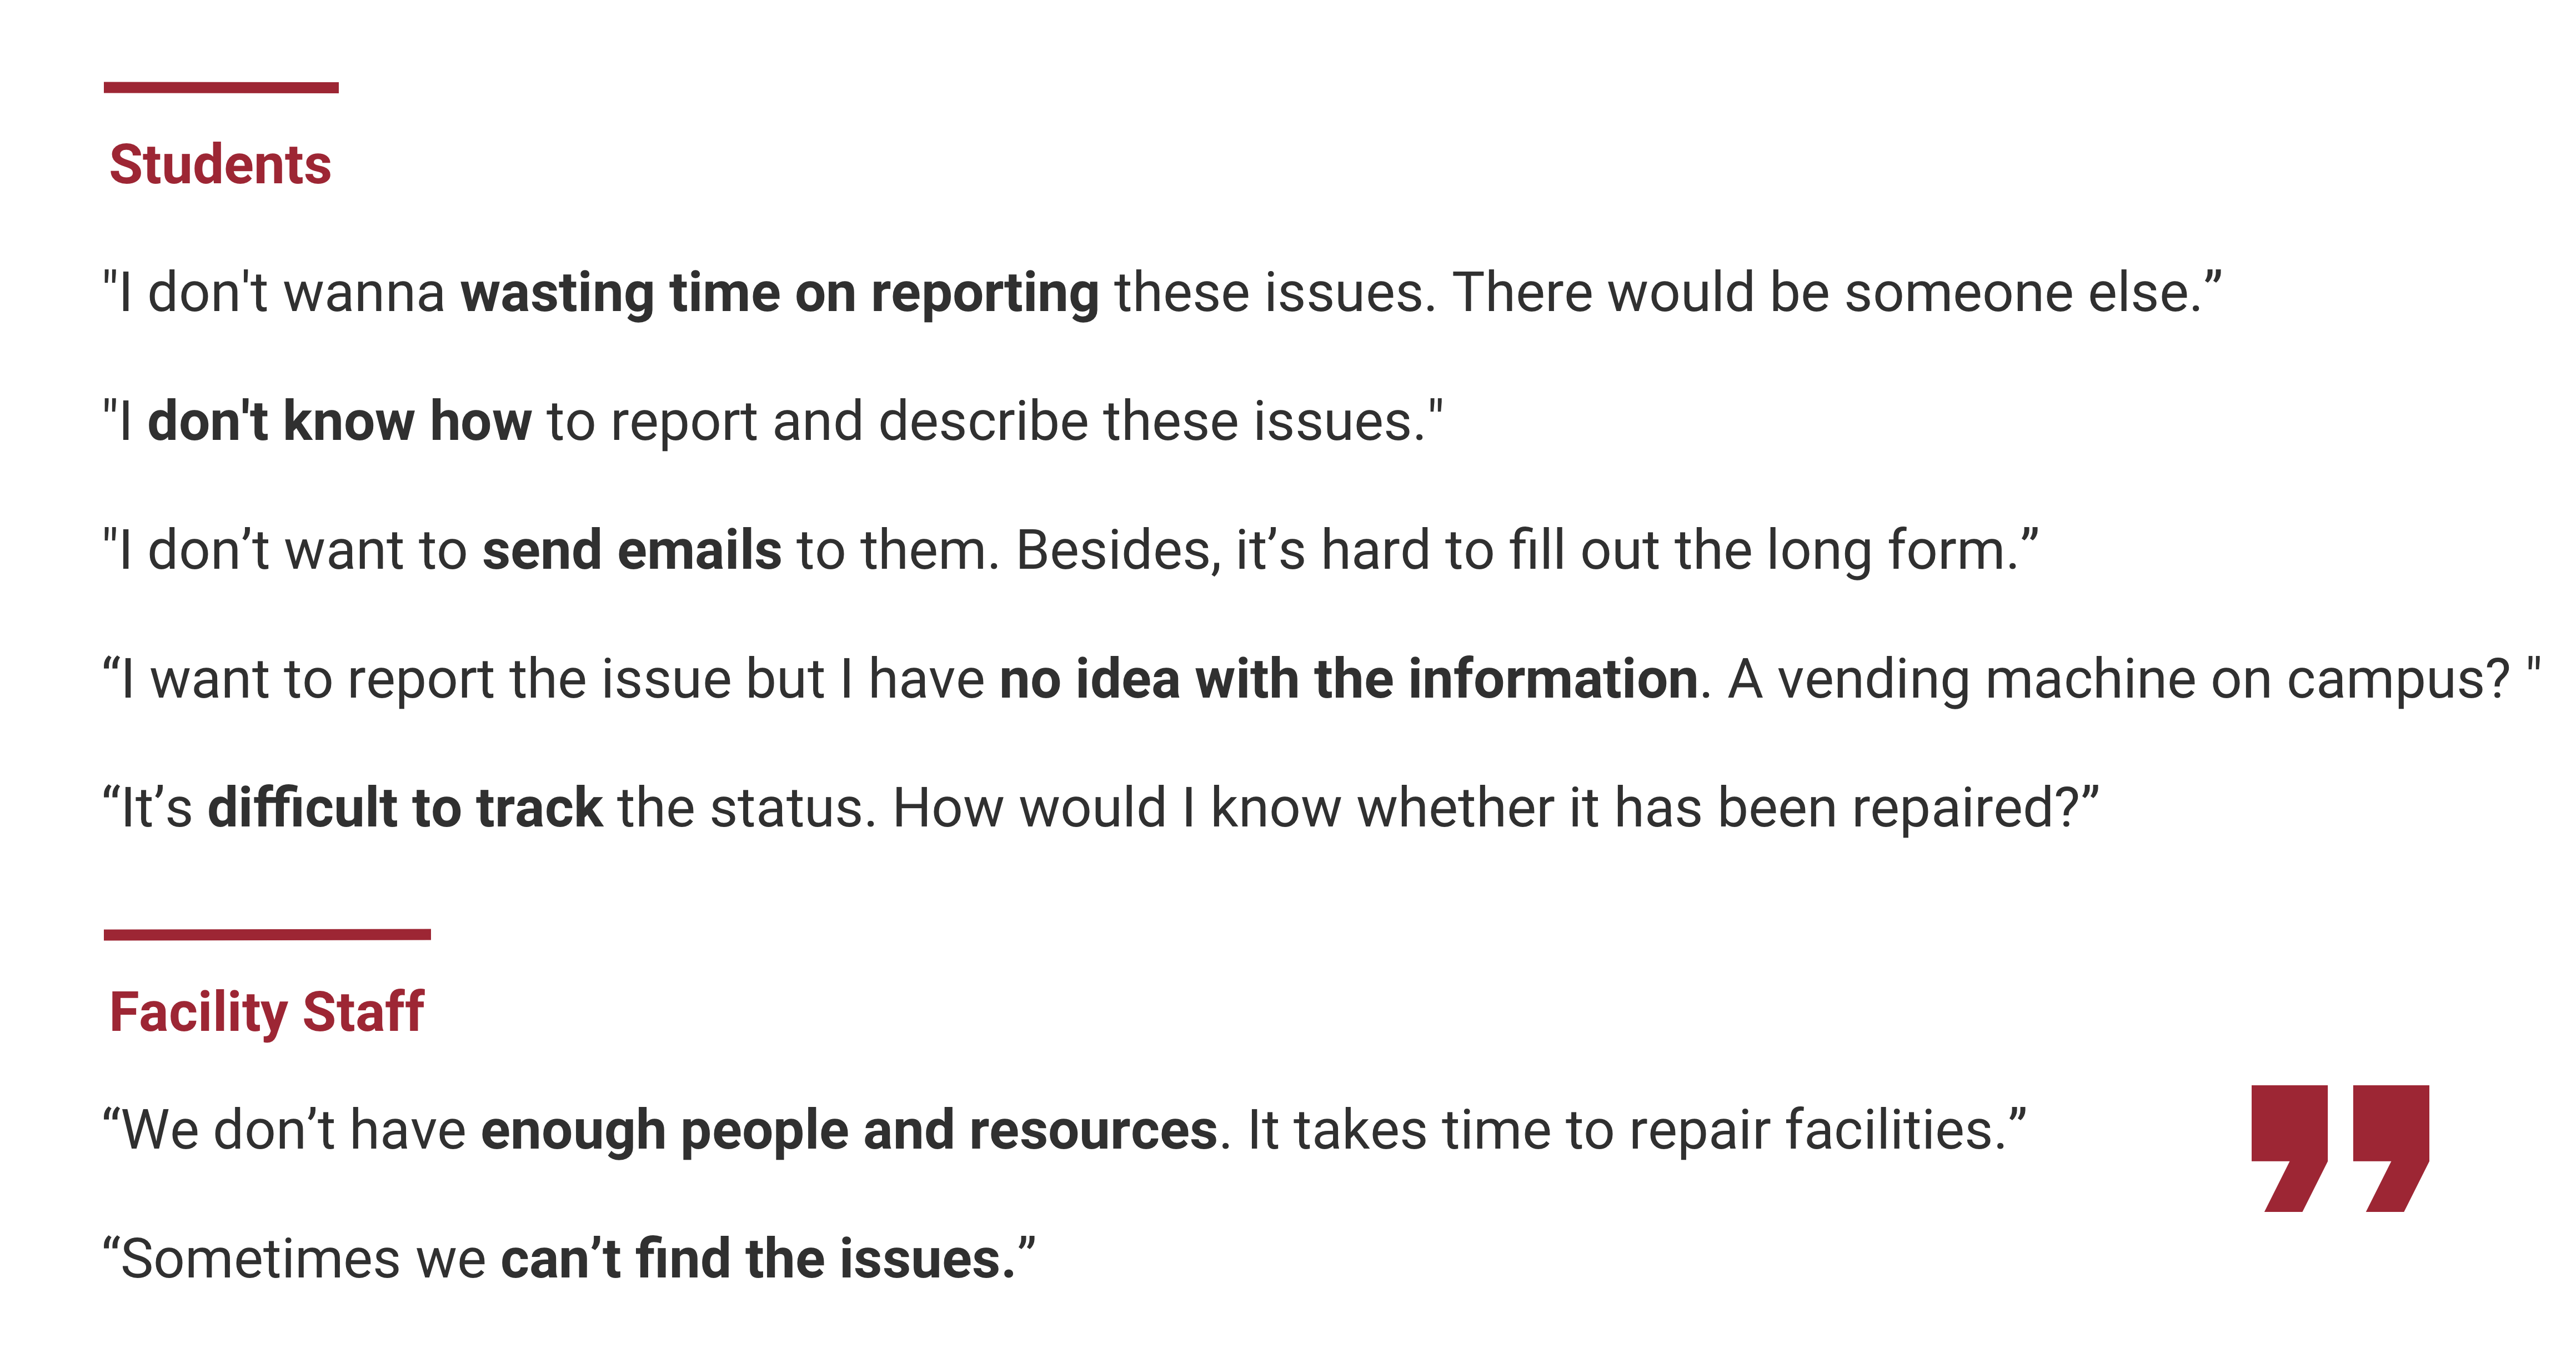 Students
"I don't wanna wasting time on reporting these issues. There would be someone else.”
"I don't know how to report and describe these issues."
"I don’t want to send emails to them. Besides, it’s hard to fill out the long form.”
“I want to report the issue but I have no idea with the information. A vending machine on campus? "
“It’s difficult to track the status. How would I know whether it has been repaired?”
Facility Staff
“We don’t have enough people and resources. It takes time to repair facilities.”
“Sometimes we can’t find the issues.”
”